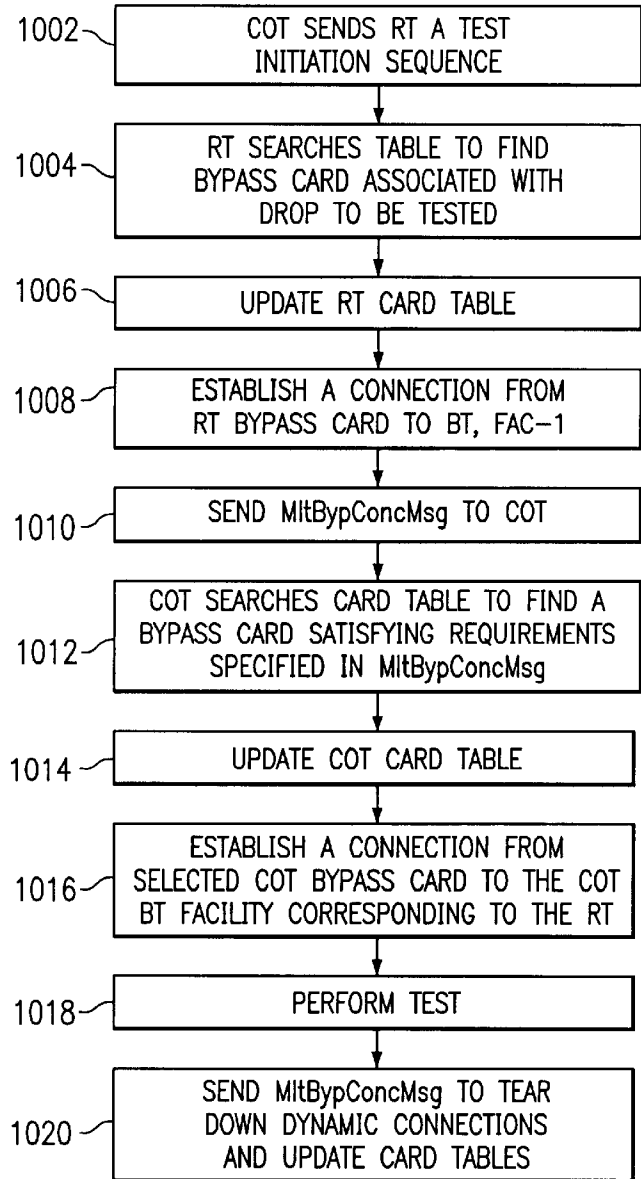 1002
COT SENDS RT A TEST
INITIATION SEQUENCE
1004
RT SEARCHES TABLE TO FIND
BYPASS CARD ASSOCIATED WITH
DROP TO BE TESTED
1006
UPDATE RT CARD TABLE
1008
ESTABLISH A CONNECTION FROM
RT BYPASS CARD TO BT, FAC-1
1010
SEND MltBypConcMsg TO COT
1012
COT SEARCHES CARD TABLE TO FIND A
BYPASS CARD SATISFYING REQUIREMENTS
SPECIFIED IN MltBypConcMsg
1014
UPDATE COT CARD TABLE
1016
ESTABLISH A CONNECTION FROM
SELECTED COT BYPASS CARD TO THE COT
BT FACILITY CORRESPONDING TO THE RT
1018
PERFORM TEST
1020
SEND MltBypConcMsg TO TEAR
DOWN DYNAMIC CONNECTIONS
AND UPDATE CARD TABLES